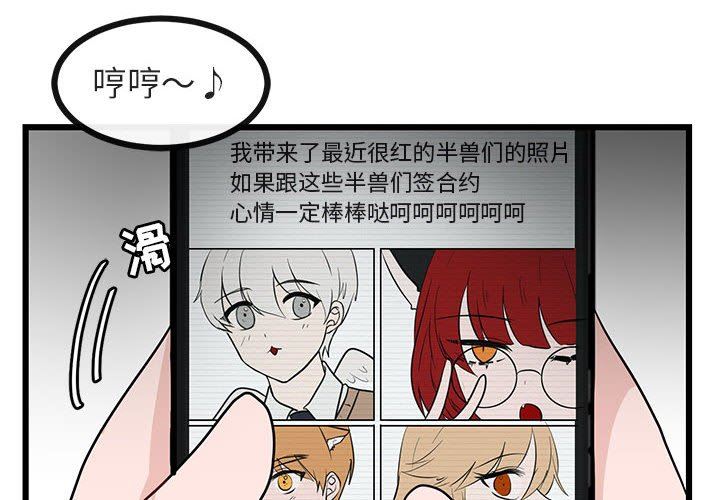 哼哼～♪
我带来了最近很红的半兽们的照片
如果跟这些半兽们签合约
心情一定棒棒哒呵呵呵呵呵呵
滑